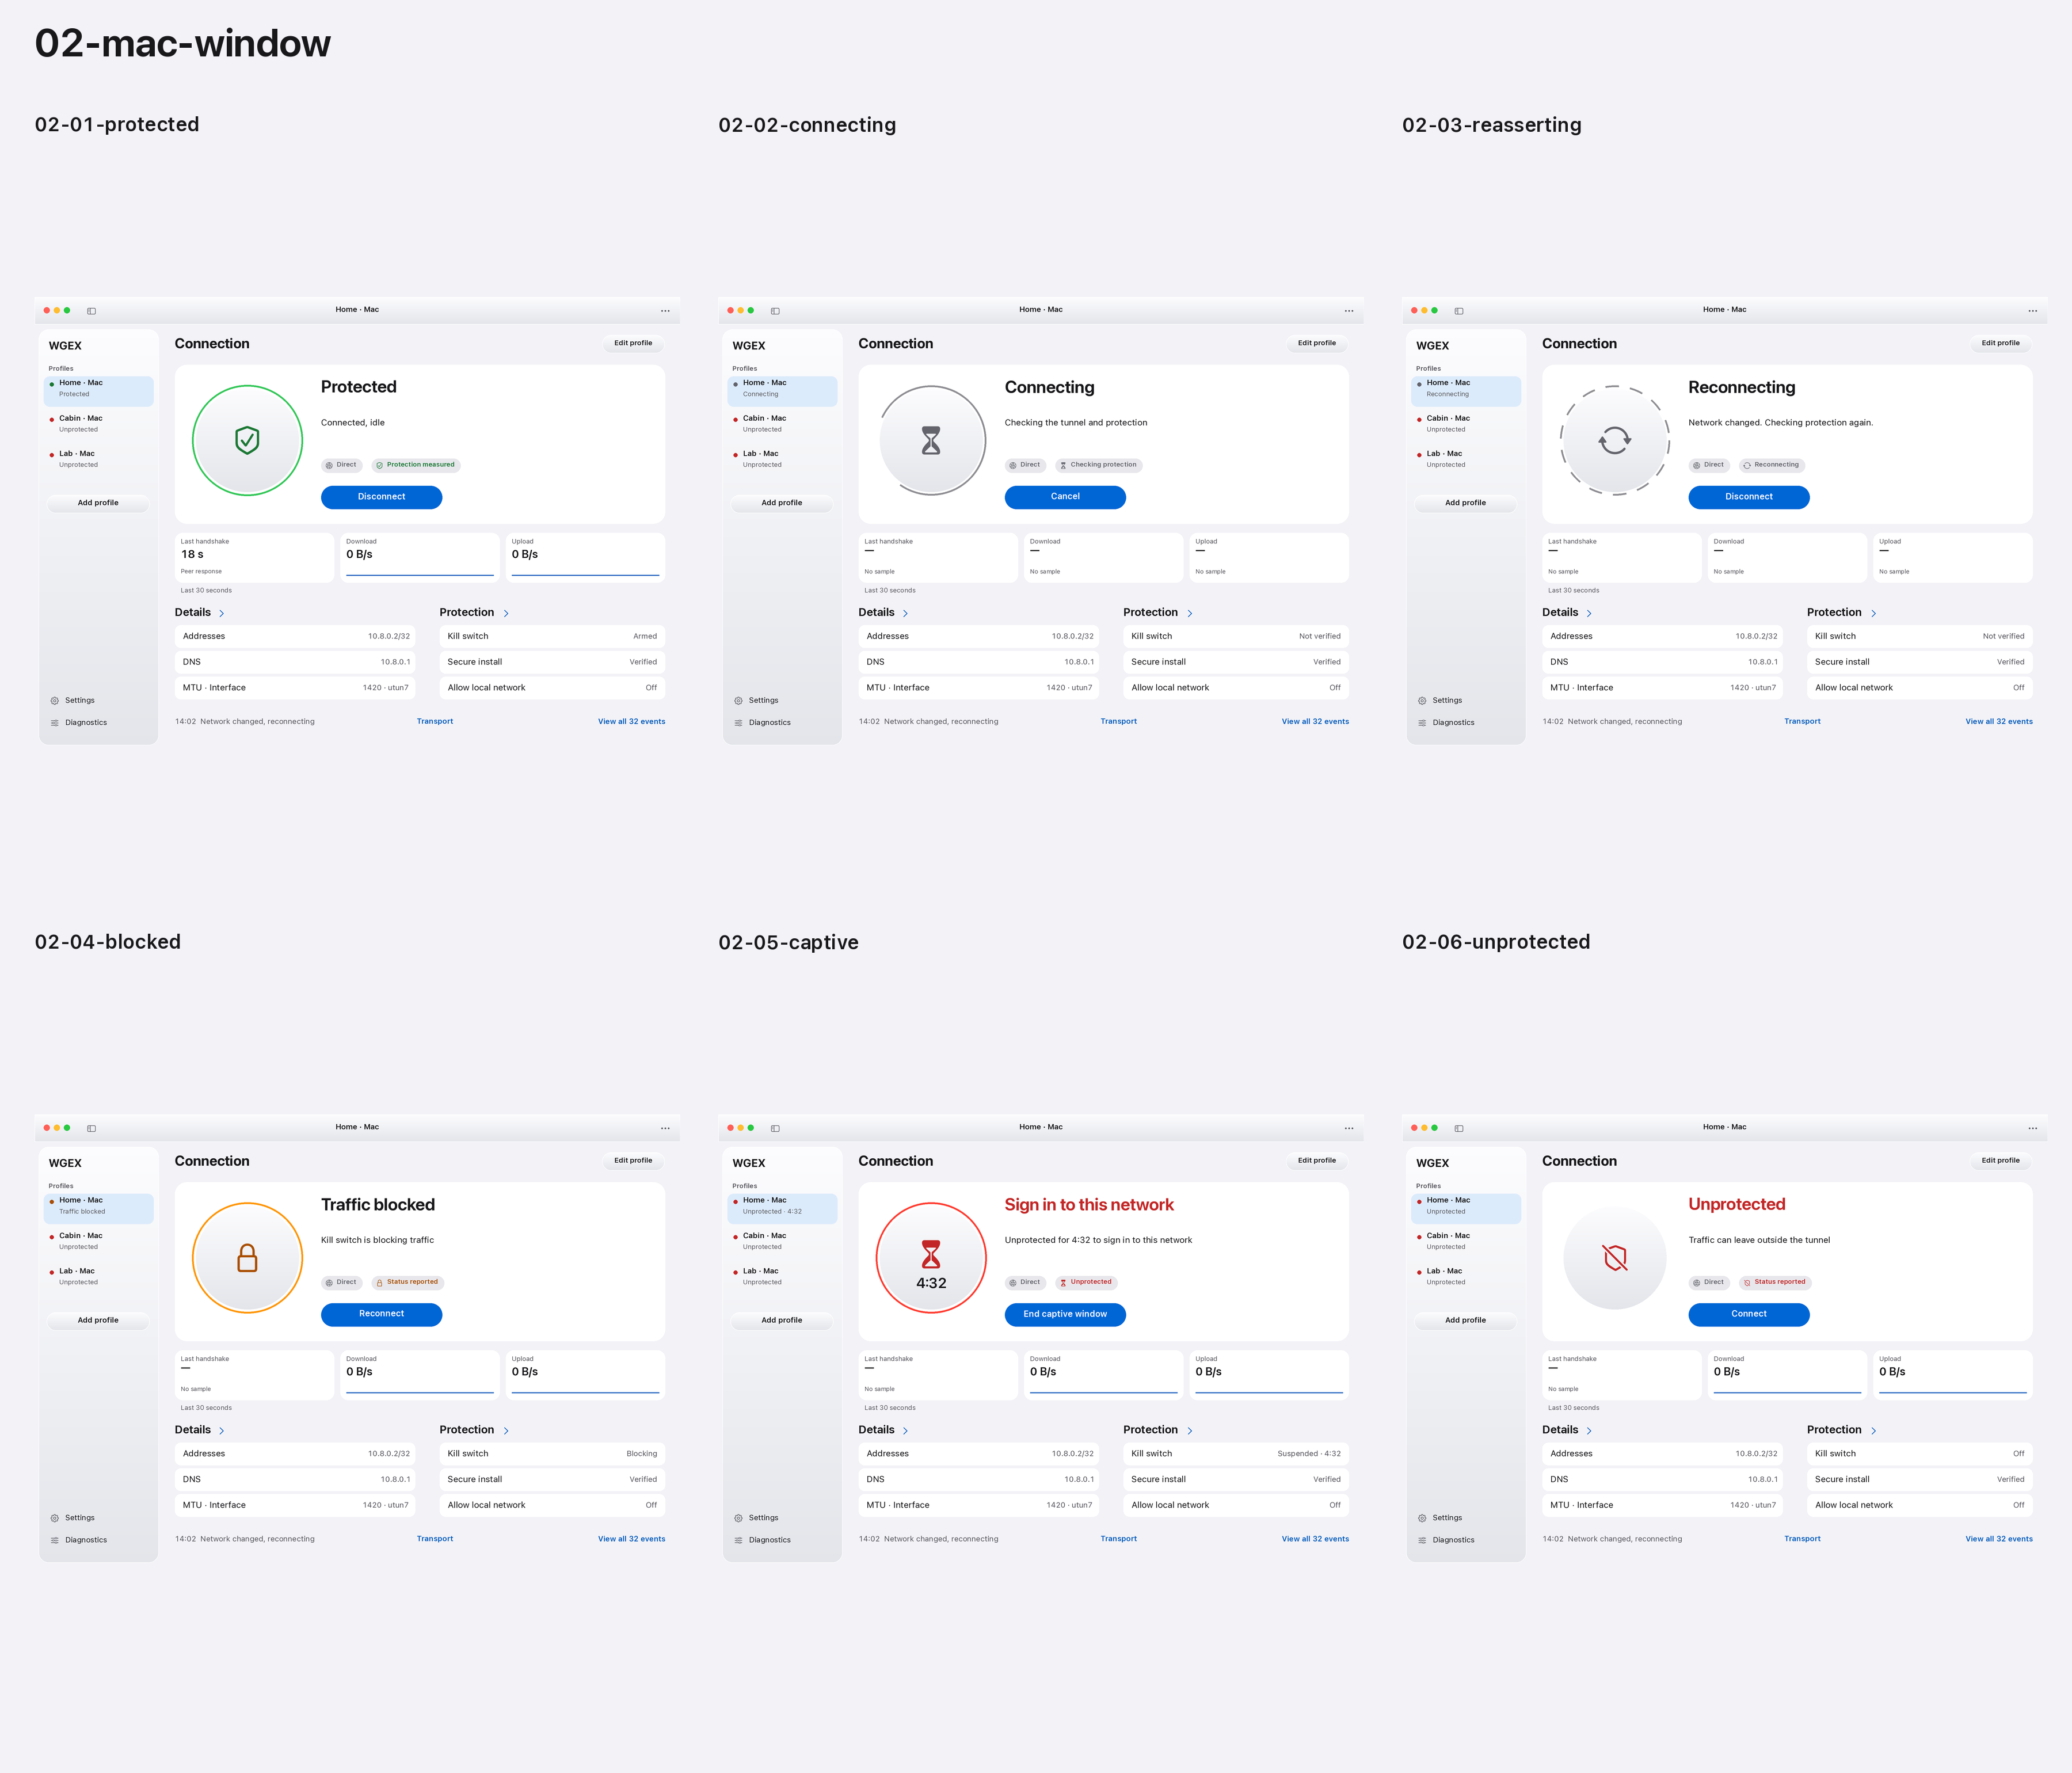 02-mac-window
02-01-protected
Home · Mac
WGEX
Profiles
Home · Mac
Protected
Cabin · Mac
Unprotected
Lab · Mac
Unprotected
Add profile
Settings
Diagnostics
Connection
Edit profile
Protected
Connected, idle
Direct
Protection measured
Disconnect
Last handshake
18 s
Peer response
Download
0 B/s
Upload
0 B/s
Last 30 seconds
Details
Addresses 10.8.0.2/32
DNS 10.8.0.1
MTU · Interface 1420 · utun7
Protection
Kill switch Armed
Secure install Verified
Allow local network Off
14:02 Network changed, reconnecting
Transport
View all 32 events
02-02-connecting
Home · Mac
WGEX
Profiles
Home · Mac
Connecting
Cabin · Mac
Unprotected
Lab · Mac
Unprotected
Add profile
Settings
Diagnostics
Connection
Edit profile
Connecting
Checking the tunnel and protection
Direct
Checking protection
Cancel
Last handshake
—
No sample
Download
—
No sample
Upload
—
No sample
Last 30 seconds
Details
Addresses 10.8.0.2/32
DNS 10.8.0.1
MTU · Interface 1420 · utun7
Protection
Kill switch Not verified
Secure install Verified
Allow local network Off
14:02 Network changed, reconnecting
Transport
View all 32 events
02-03-reasserting
Home · Mac
WGEX
Profiles
Home · Mac
Reconnecting
Cabin · Mac
Unprotected
Lab · Mac
Unprotected
Add profile
Settings
Diagnostics
Connection
Edit profile
Reconnecting
Network changed. Checking protection again.
Direct
Reconnecting
Disconnect
Last handshake
—
No sample
Download
—
No sample
Upload
—
No sample
Last 30 seconds
Details
Addresses 10.8.0.2/32
DNS 10.8.0.1
MTU · Interface 1420 · utun7
Protection
Kill switch Not verified
Secure install Verified
Allow local network Off
14:02 Network changed, reconnecting
Transport
View all 32 events
02-04-blocked
Home · Mac
WGEX
Profiles
Home · Mac
Traffic blocked
Cabin · Mac
Unprotected
Lab · Mac
Unprotected
Add profile
Settings
Diagnostics
Connection
Edit profile
Traffic blocked
Kill switch is blocking traffic
Direct
Status reported
Reconnect
Last handshake
—
No sample
Download
0 B/s
Upload
0 B/s
Last 30 seconds
Details
Addresses 10.8.0.2/32
DNS 10.8.0.1
MTU · Interface 1420 · utun7
Protection
Kill switch Blocking
Secure install Verified
Allow local network Off
14:02 Network changed, reconnecting
Transport
View all 32 events
02-05-captive
Home · Mac
WGEX
Profiles
Home · Mac
Unprotected · 4:32
Cabin · Mac
Unprotected
Lab · Mac
Unprotected
Add profile
Settings
Diagnostics
Connection
Edit profile
4:32
Sign in to this network
Unprotected for 4:32 to sign in to this network
Direct
Unprotected
End captive window
Last handshake
—
No sample
Download
0 B/s
Upload
0 B/s
Last 30 seconds
Details
Addresses 10.8.0.2/32
DNS 10.8.0.1
MTU · Interface 1420 · utun7
Protection
Kill switch Suspended · 4:32
Secure install Verified
Allow local network Off
14:02 Network changed, reconnecting
Transport
View all 32 events
02-06-unprotected
Home · Mac
WGEX
Profiles
Home · Mac
Unprotected
Cabin · Mac
Unprotected
Lab · Mac
Unprotected
Add profile
Settings
Diagnostics
Connection
Edit profile
Unprotected
Traffic can leave outside the tunnel
Direct
Status reported
Connect
Last handshake
—
No sample
Download
0 B/s
Upload
0 B/s
Last 30 seconds
Details
Addresses 10.8.0.2/32
DNS 10.8.0.1
MTU · Interface 1420 · utun7
Protection
Kill switch Off
Secure install Verified
Allow local network Off
14:02 Network changed, reconnecting
Transport
View all 32 events